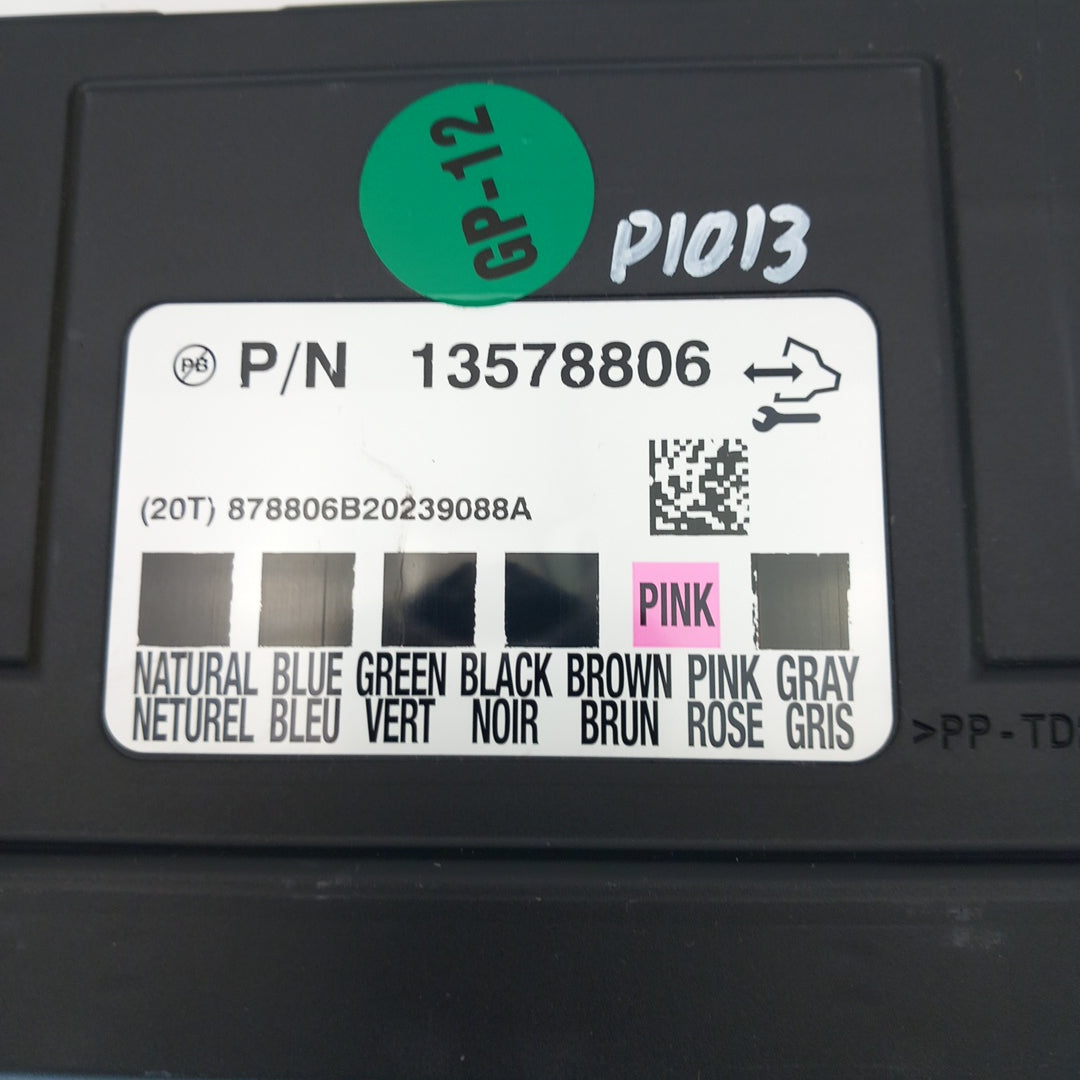 GP-12
P1013
PB P/N 13578806
(20T) 878806B20239088A
PINK
NATURAL BLUE GREEN BLACK BROWN PINK GRAY
NETUREL BLEU VERT NOIR BRUN ROSE GRIS
>PP-TD